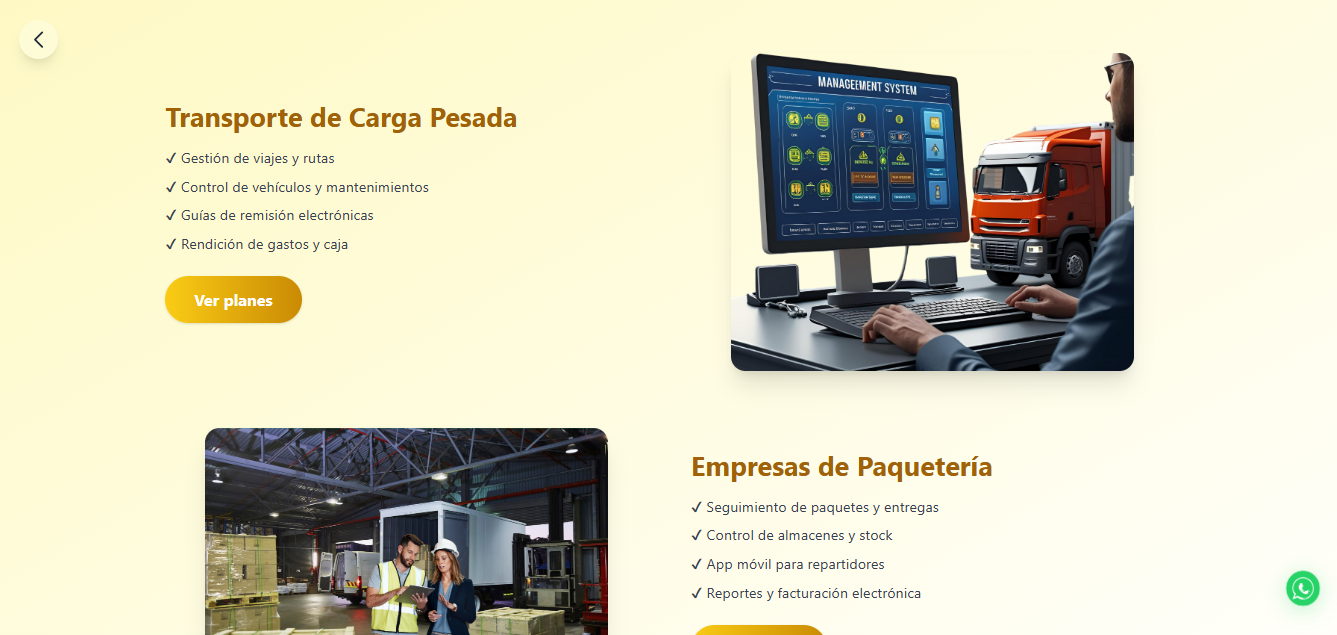 Transporte de Carga Pesada
✓ Gestión de viajes y rutas
✓ Control de vehículos y mantenimientos
✓ Guías de remisión electrónicas
✓ Rendición de gastos y caja
Ver planes
MANAGEEMENT SYSTEM
Empresas de Paquetería
✓ Seguimiento de paquetes y entregas
✓ Control de almacenes y stock
✓ App móvil para repartidores
✓ Reportes y facturación electrónica